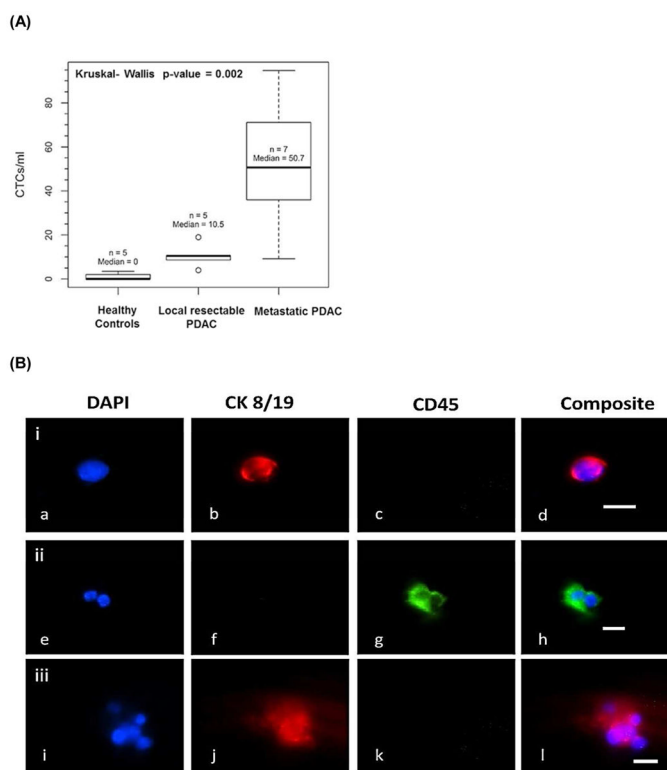 (A)
Kruskal- Wallis p-value = 0.002
CTCs/ml
80
60
40
20
0
n = 5
Median = 0
n = 5
Median = 10.5
n = 7
Median = 50.7
Healthy
Controls
Local resectable
PDAC
Metastatic PDAC
(B)
DAPI CK 8/19 CD45 Composite
i
a b c d
ii
e f g h
iii
i j k l